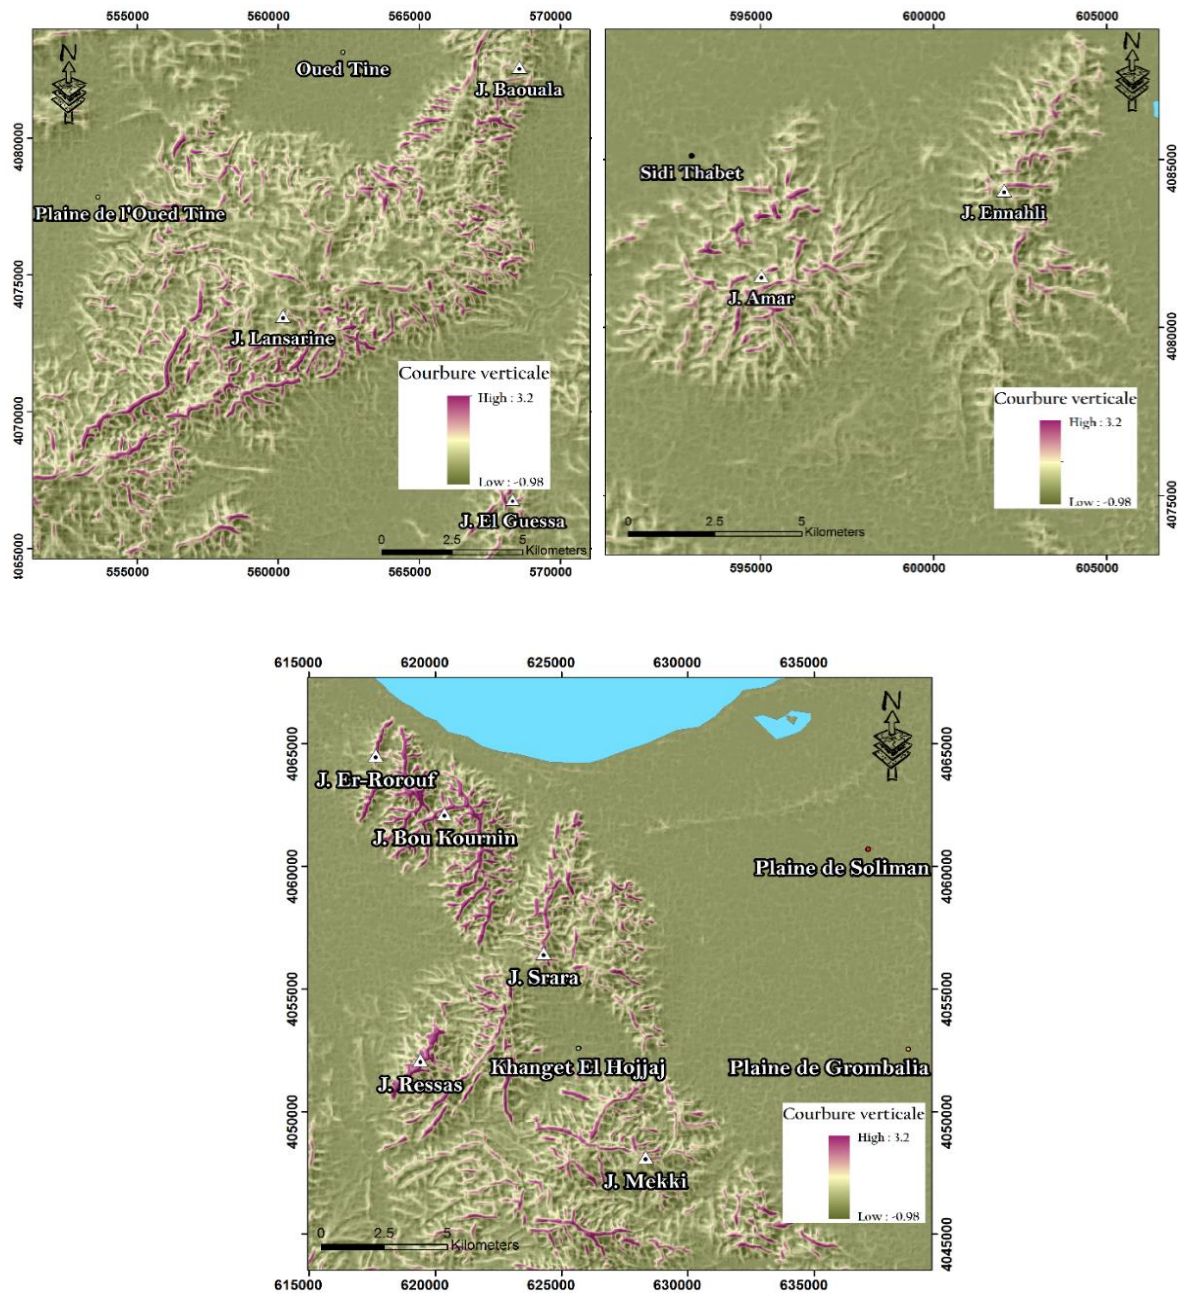 555000 560000 565000 570000
N
Oued Tine
J. Baouala
4080000
Plaine de l'Oued Tine
4075000
J. Lansarine
Courbure verticale
High : 3.2
4070000
Low : -0.98
J. El Guessa
0 2.5 5
Kilometers
4065000
555000 560000 565000 570000
595000 600000 605000
N
4085000
Sidi Thabet
J. Ennahli
J. Amar
4080000
Courbure verticale
High : 3.2
Low : -0.98
4075000
0 2.5 5
Kilometers
595000 600000 605000
615000 620000 625000 630000 635000
N
4065000
J. Er-Rorouf
J. Bou Kournin
4060000
Plaine de Soliman
J. Srara
4055000
Khanget El Hojjaj
Plaine de Grombalia
J. Ressas
4050000
Courbure verticale
High : 3.2
J. Mekki
Low : -0.98
4045000
0 2.5 5
Kilometers
615000 620000 625000 630000 635000